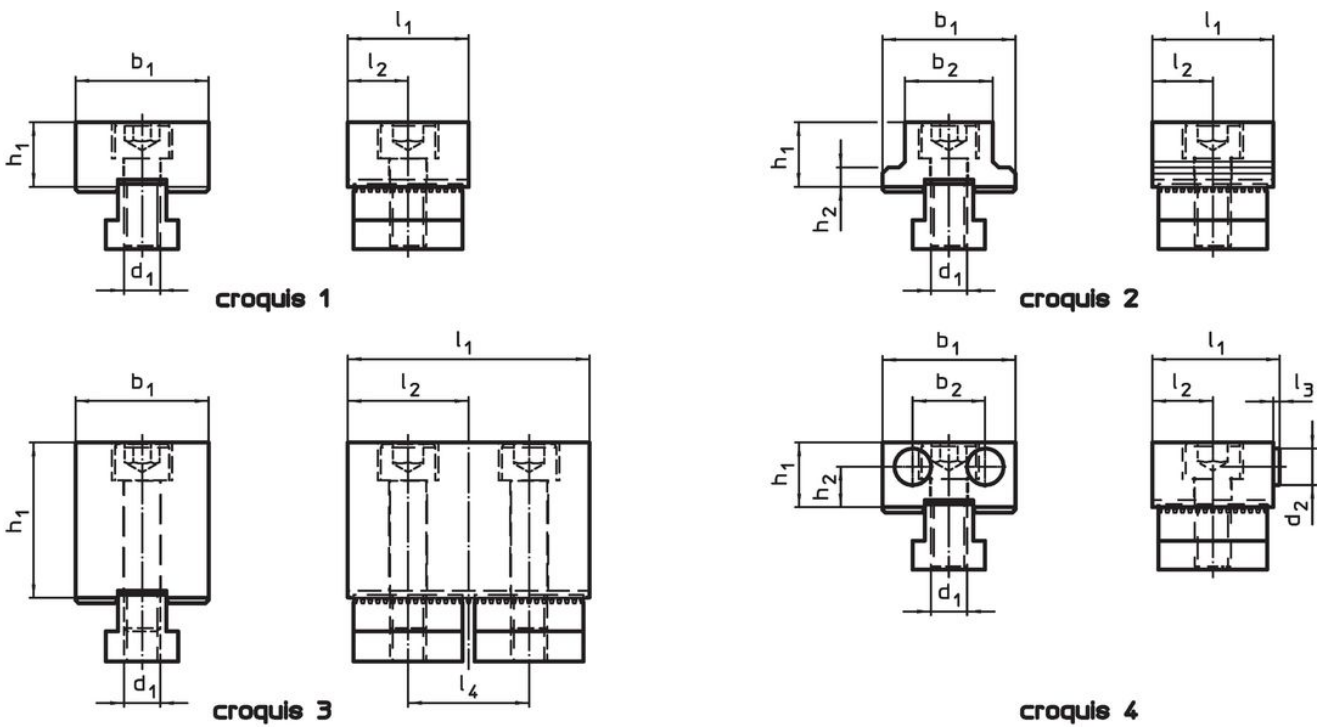 b1
l1
l2
h1
d1
croquis 1
b1
b2
l1
l2
h1
h2
d1
croquis 2
b1
l1
l2
h1
d1
l4
croquis 3
b1
b2
l1
l2
l3
h1
h2
d2
d1
croquis 4